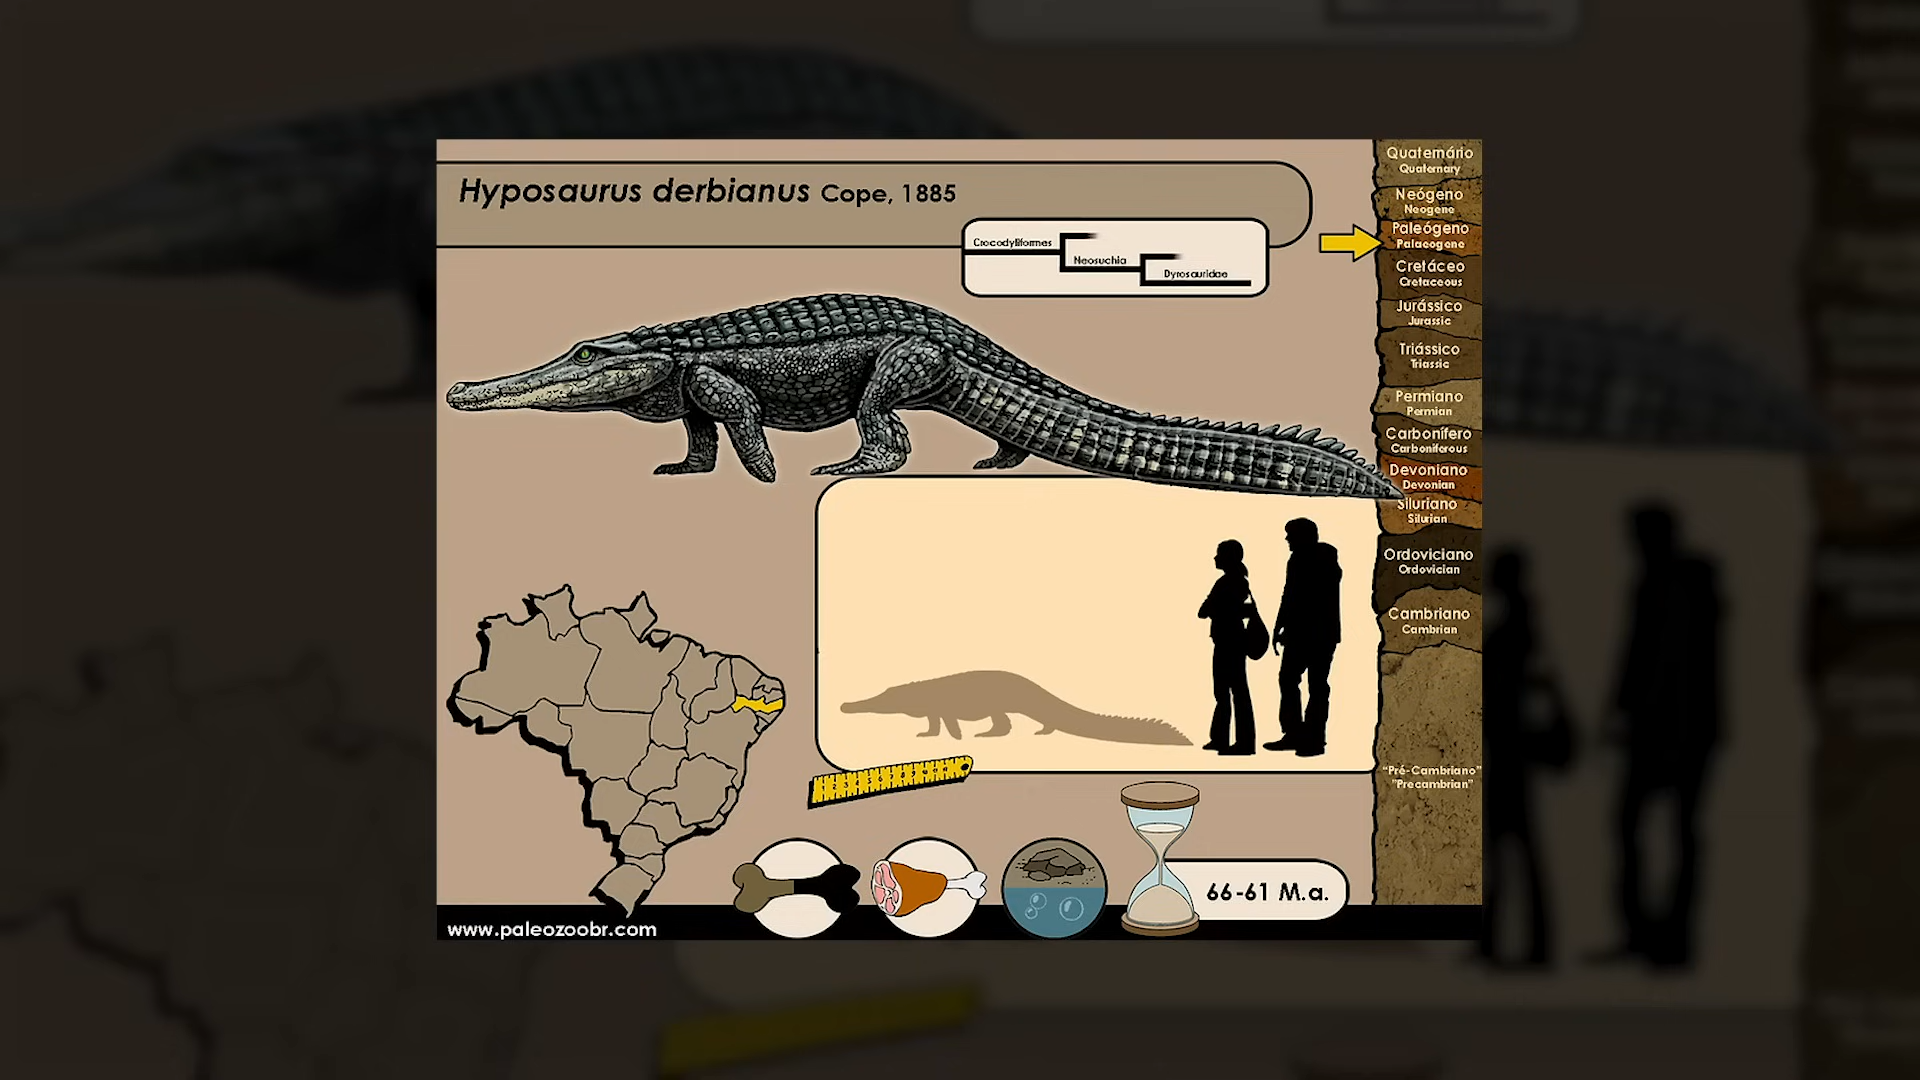 Hyposaurus derbianus Cope, 1885
Crocodyliformes
Neosuchia
Dyrosauridae
Quaternário
Quaternary
Neógeno
Neogene
Paleógeno
Palaeogene
Cretáceo
Cretaceous
Jurássico
Jurassic
Triássico
Triassic
Permiano
Permian
Carbonífero
Carboniferous
Devoniano
Devonian
Siluriano
Silurian
Ordoviciano
Ordovician
Cambriano
Cambrian
"Pré-Cambriano"
"Precambrian"
66-61 M.a.
www.paleozoobr.com